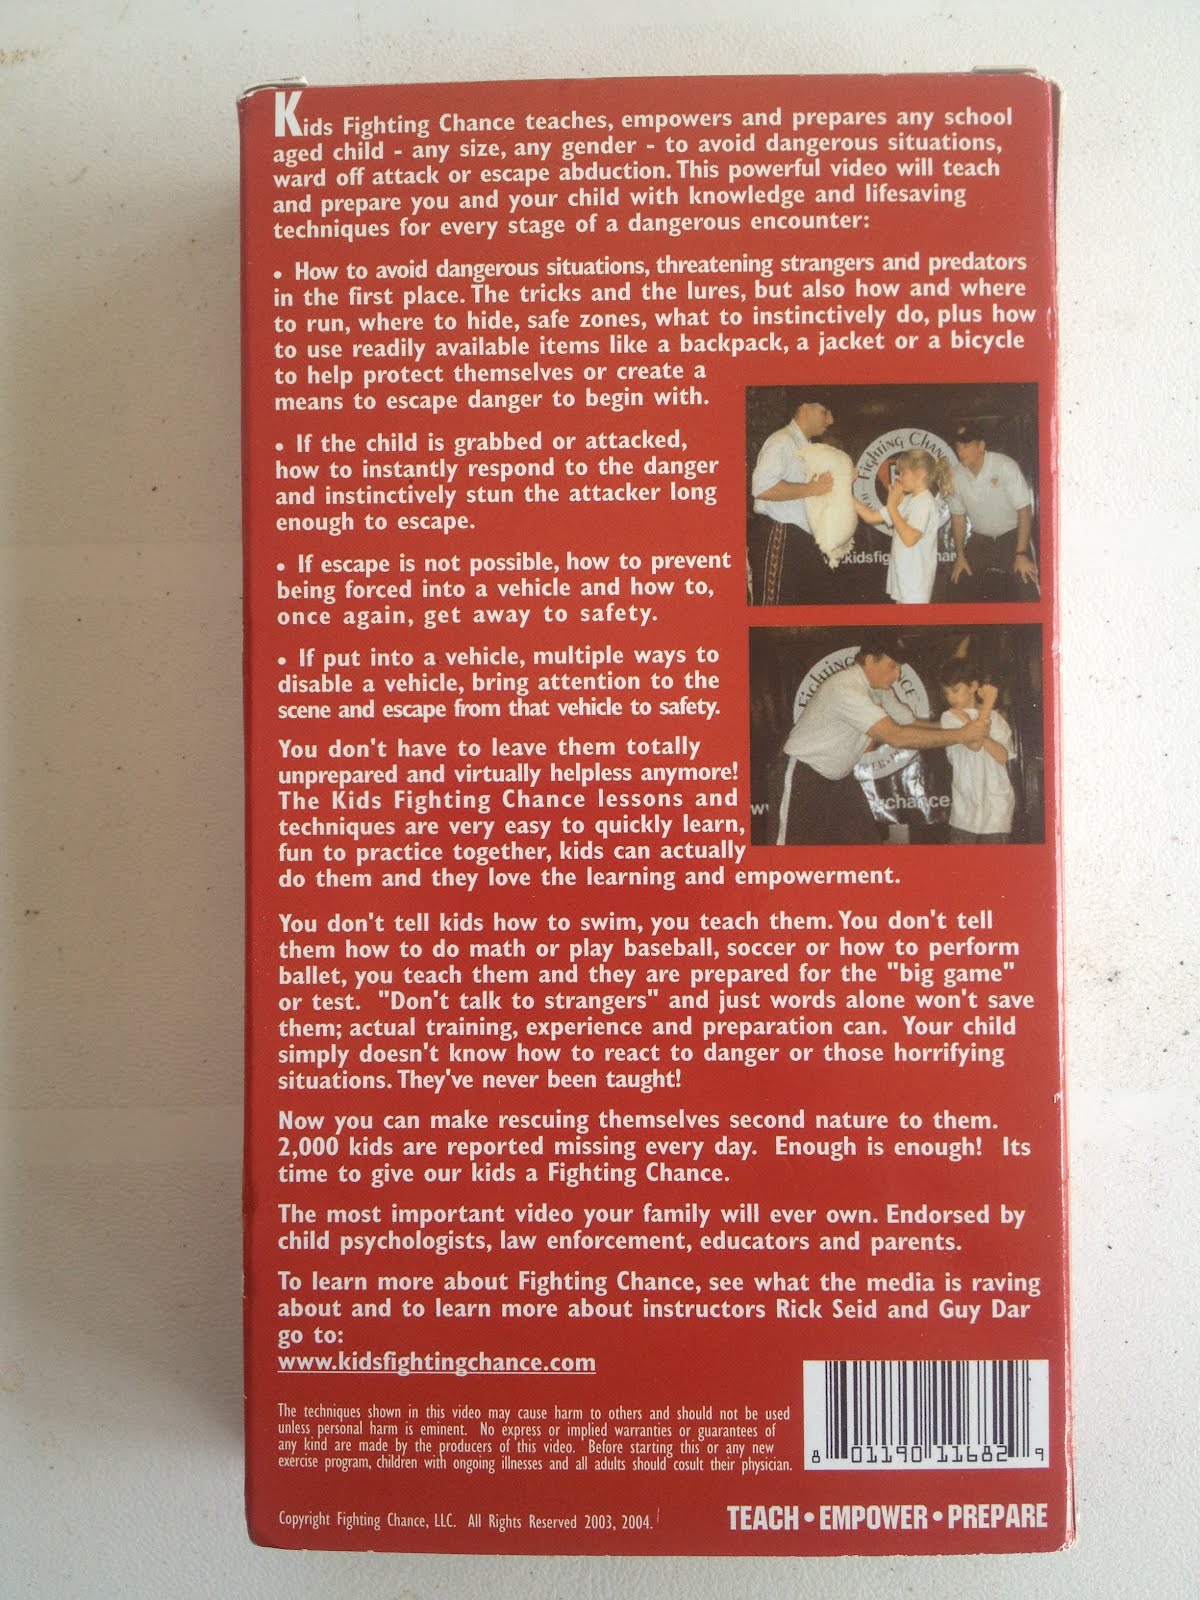 Kids Fighting Chance teaches, empowers and prepares any school
aged child - any size, any gender - to avoid dangerous situations,
ward off attack or escape abduction. This powerful video will teach
and prepare you and your child with knowledge and lifesaving
techniques for every stage of a dangerous encounter:
• How to avoid dangerous situations, threatening strangers and predators
in the first place. The tricks and the lures, but also how and where
to run, where to hide, safe zones, what to instinctively do, plus how
to use readily available items like a backpack, a jacket or a bicycle
to help protect themselves or create a
means to escape danger to begin with.
• If the child is grabbed or attacked,
how to instantly respond to the danger
and instinctively stun the attacker long
enough to escape.
• If escape is not possible, how to prevent
being forced into a vehicle and how to,
once again, get away to safety.
• If put into a vehicle, multiple ways to
disable a vehicle, bring attention to the
scene and escape from that vehicle to safety.
Fighting Chan
.kidsfig han
Fighting CE
w chance
You don't have to leave them totally
unprepared and virtually helpless anymore!
The Kids Fighting Chance lessons and
techniques are very easy to quickly learn,
fun to practice together, kids can actually
do them and they love the learning and empowerment.
You don't tell kids how to swim, you teach them. You don't tell
them how to do math or play baseball, soccer or how to perform
ballet, you teach them and they are prepared for the "big game"
or test. "Don't talk to strangers" and just words alone won't save
them; actual training, experience and preparation can. Your child
simply doesn't know how to react to danger or those horrifying
situations. They've never been taught!
Now you can make rescuing themselves second nature to them.
2,000 kids are reported missing every day. Enough is enough! Its
time to give our kids a Fighting Chance.
The most important video your family will ever own. Endorsed by
child psychologists, law enforcement, educators and parents.
To learn more about Fighting Chance, see what the media is raving
about and to learn more about instructors Rick Seid and Guy Dar
go to:
www.kidsfightingchance.com
The techniques shown in this video may cause harm to others and should not be used
unless personal harm is eminent. No express or implied warranties or guarantees of
any kind are made by the producers of this video. Before starting this or any new
exercise program, children with ongoing illnesses and all adults should cosult their physician.
8 01190 11682 9
Copyright Fighting Chance, LLC. All Rights Reserved 2003, 2004.
TEACH • EMPOWER • PREPARE